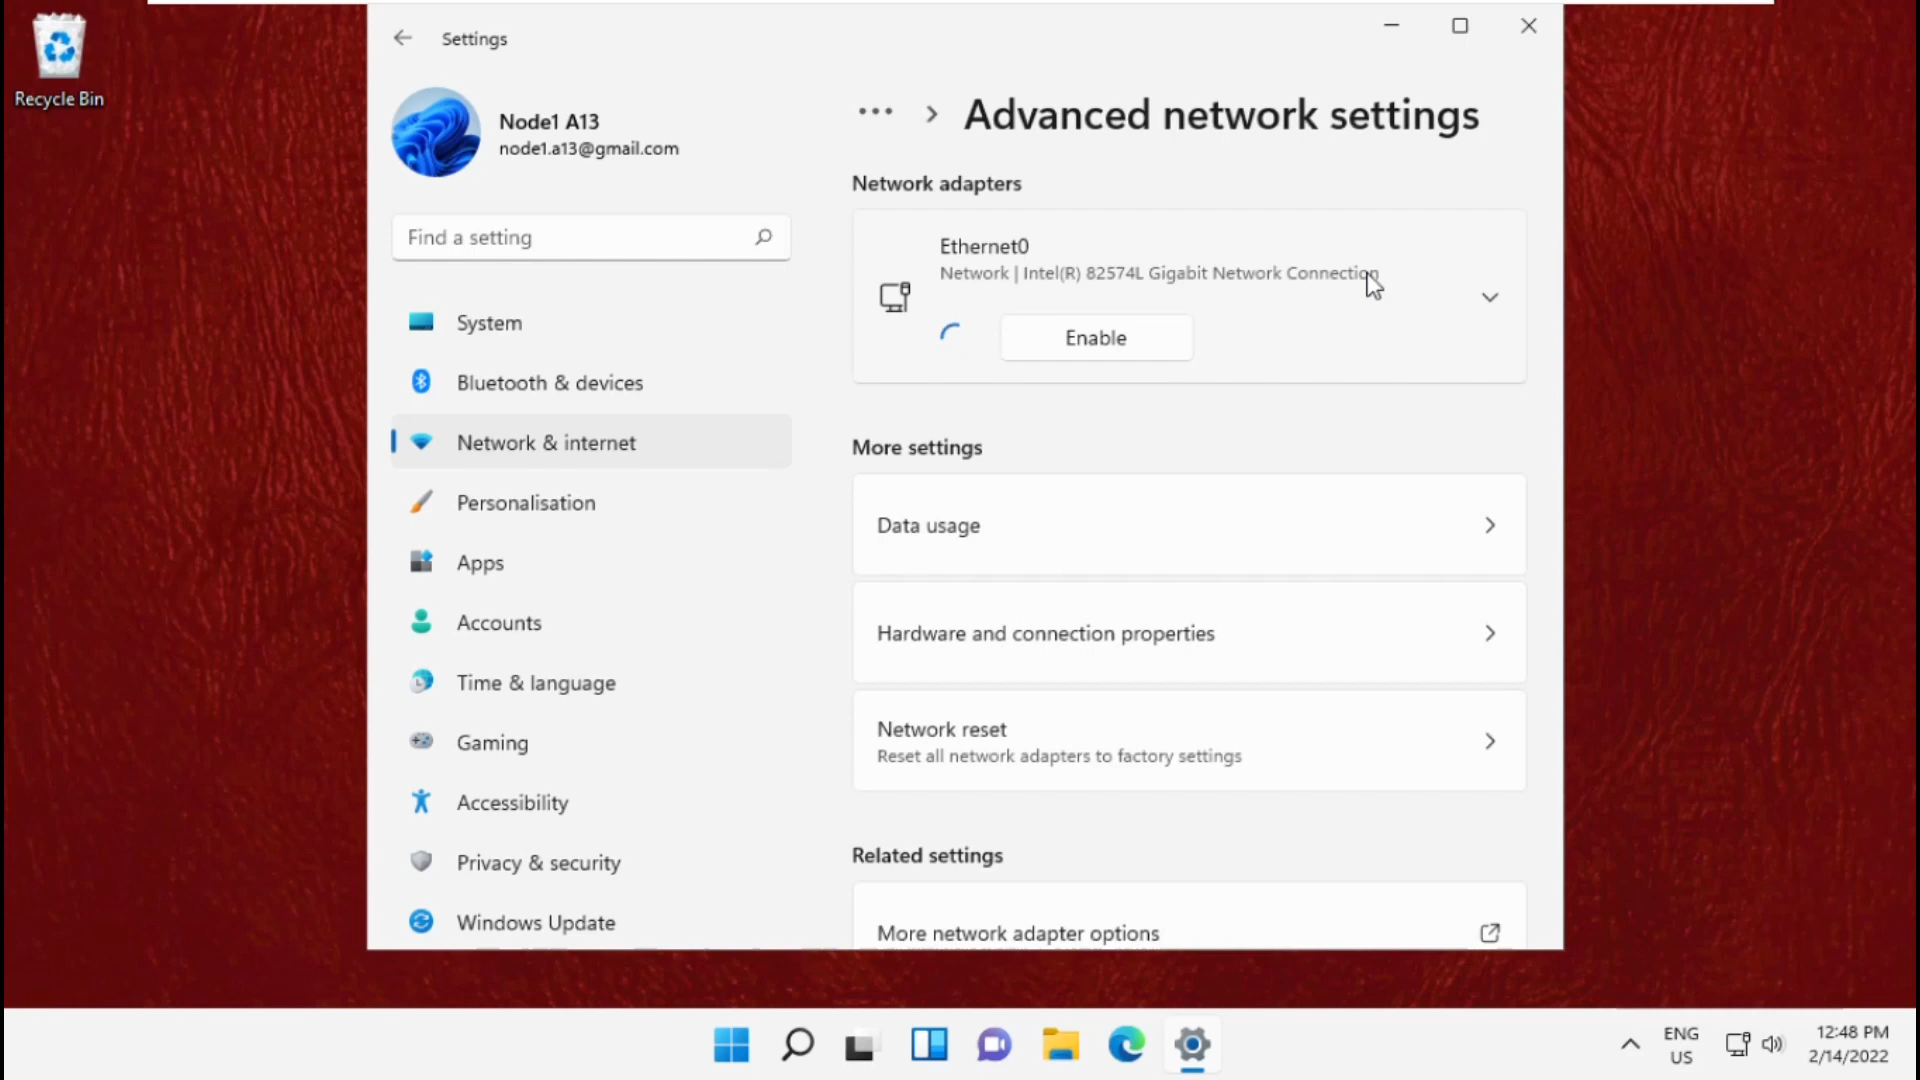 Recycle Bin
Settings
Node1 A13
node1.a13@gmail.com
Find a setting
System
Bluetooth & devices
Network & internet
Personalisation
Apps
Accounts
Time & language
Gaming
Accessibility
Privacy & security
Windows Update
Advanced network settings
Network adapters
Ethernet0
Network | Intel(R) 82574L Gigabit Network Connection
Enable
More settings
Data usage
Hardware and connection properties
Network reset
Reset all network adapters to factory settings
Related settings
More network adapter options
ENG
US
12:48 PM
2/14/2022